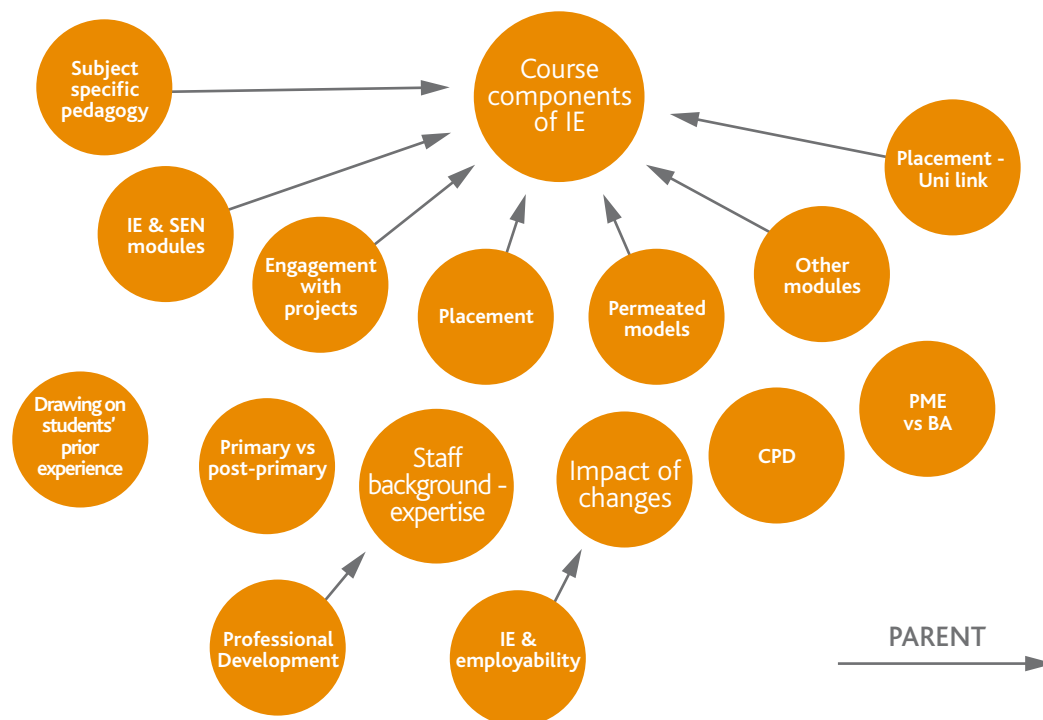 Subject
specific
pedagogy
Course
components
of IE
Placement -
Uni link
IE & SEN
modules
Engagement
with
projects
Placement
Permeated
models
Other
modules
Drawing on
students'
prior
experience
Primary vs
post-primary
Staff
background -
expertise
Impact of
changes
CPD
PME
vs BA
Professional
Development
IE &
employability
PARENT